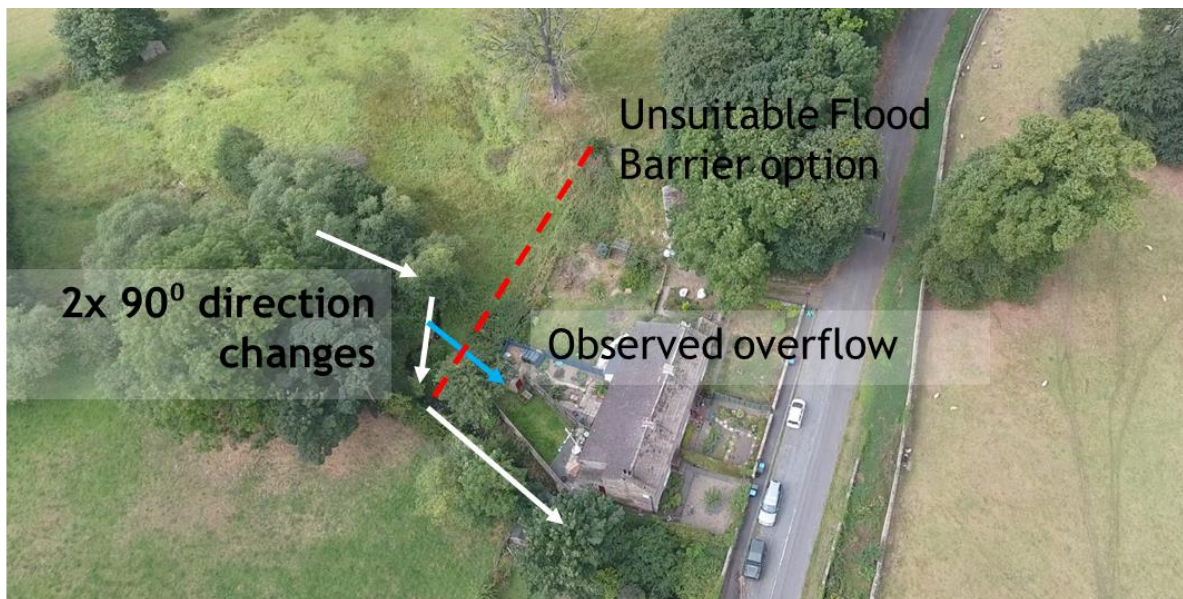 Unsuitable Flood
Barrier option
2x 90⁰ direction
changes
Observed overflow